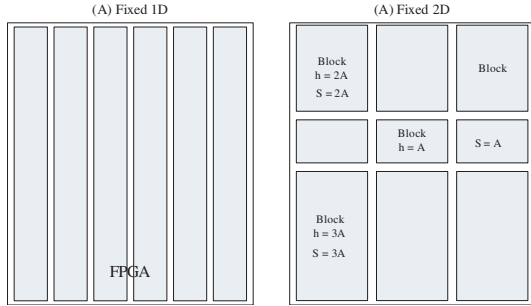 (A) Fixed 1D
(A) Fixed 2D
FPGA
Block
h = 2A
S = 2A
Block
Block
h = A
S = A
Block
h = 3A
S = 3A